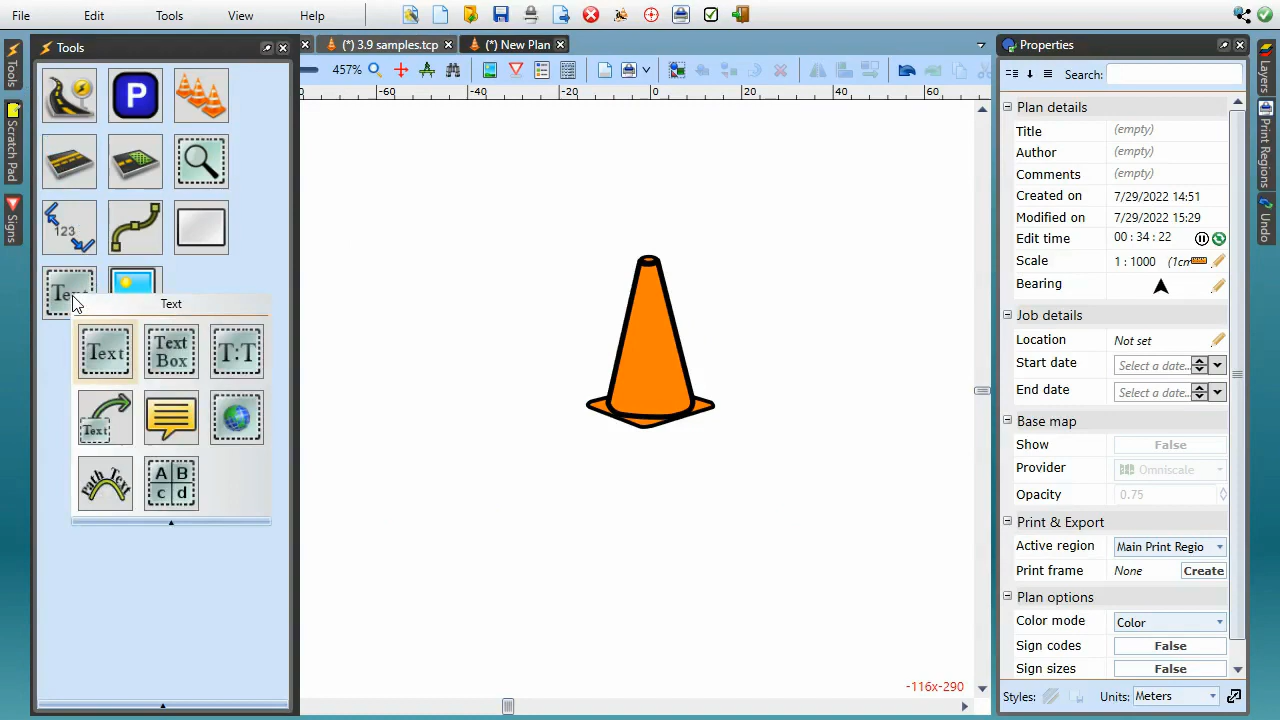 File Edit Tools View Help
Tools
(*) 3.9 samples.tcp (*) New Plan
Properties
Tools
Scratch Pad
Signs
P
123
Text
Text
Text Text Box T:T
Text
Path Text A B c d
457%
-60 -40 -20 0 20 40 60
-116x-290
Search:
Plan details
Title (empty)
Author (empty)
Comments (empty)
Created on 7/29/2022 14:51
Modified on 7/29/2022 15:29
Edit time 00 : 34 : 22
Scale 1 : 1000 (1cm
Bearing
Job details
Location Not set
Start date Select a date...
End date Select a date...
Base map
Show False
Provider Omniscale
Opacity 0.75
Print & Export
Active region Main Print Regio
Print frame None Create
Plan options
Color mode Color
Sign codes False
Sign sizes False
Styles: Units: Meters
Layers
Print Regions
Undo